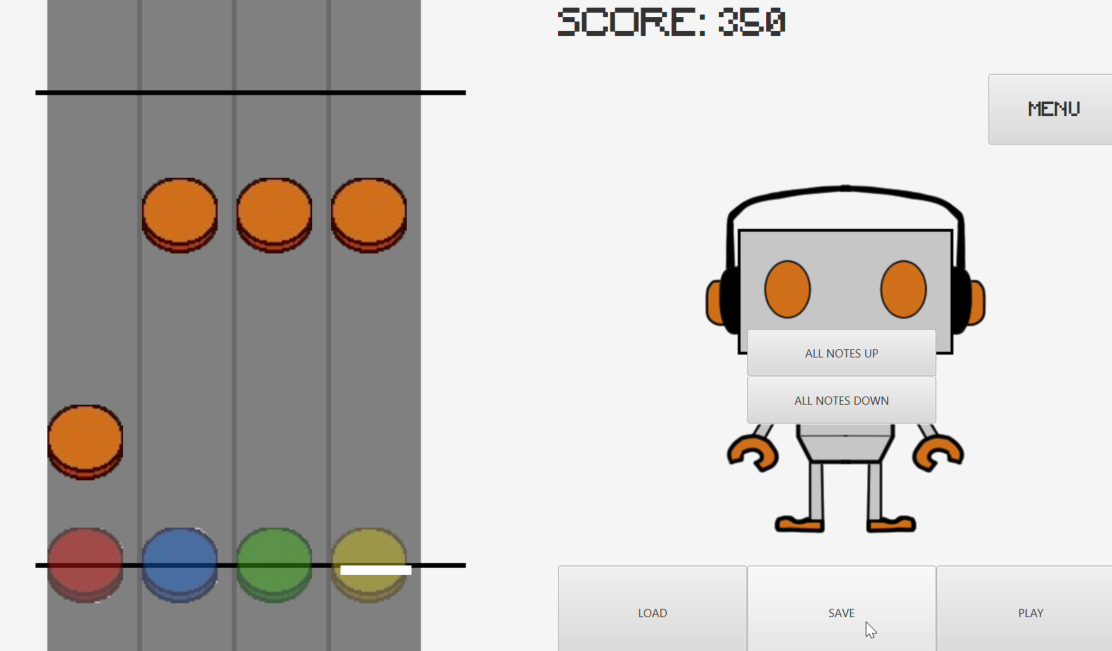 SCORE: 350
MENU
ALL NOTES UP
ALL NOTES DOWN
LOAD
SAVE
PLAY